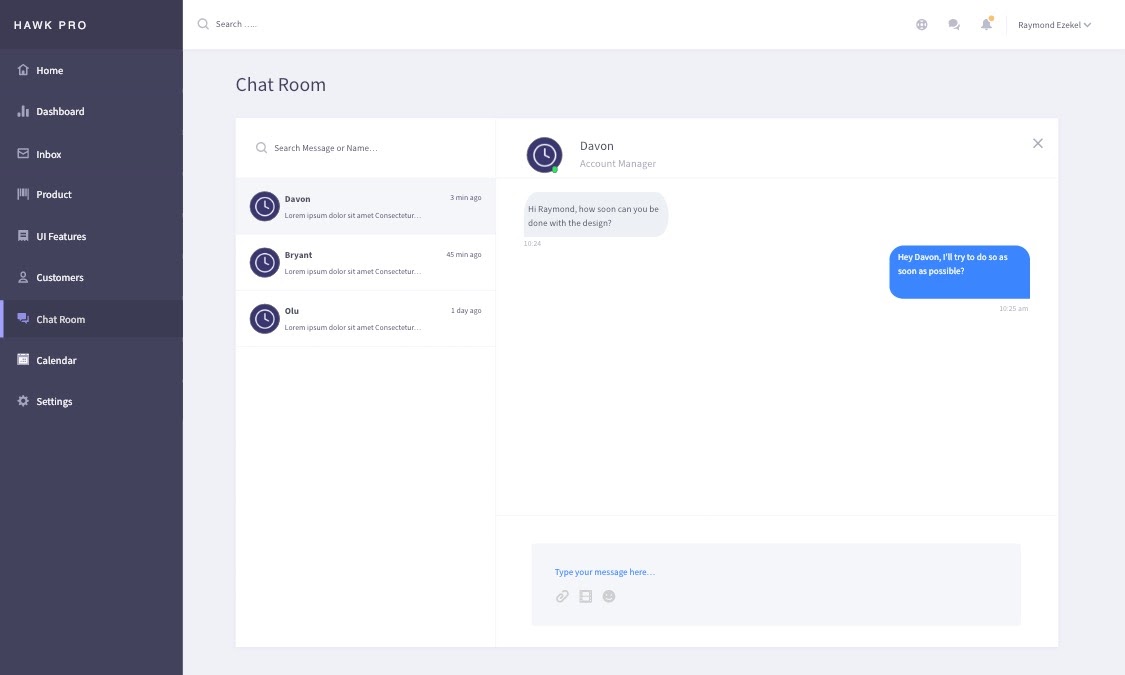 HAWK PRO
Search .....
Raymond Ezekel
Home
Dashboard
Inbox
Product
UI Features
Customers
Chat Room
Calendar
Settings
Chat Room
Search Message or Name...
Davon
3 min ago
Lorem ipsum dolor sit amet Consectetur...
Bryant
45 min ago
Lorem ipsum dolor sit amet Consectetur...
Olu
1 day ago
Lorem ipsum dolor sit amet Consectetur...
Davon
Account Manager
Hi Raymond, how soon can you be
done with the design?
10:24
Hey Davon, I'll try to do so as
soon as possible?
10:25 am
Type your message here...